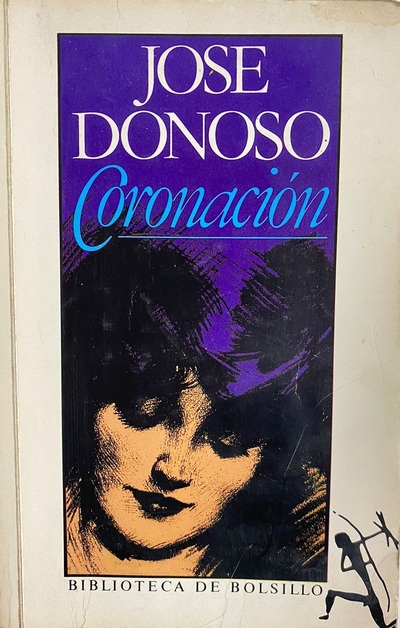 JOSE
DONOSO
Coronación
BIBLIOTECA DE BOLSILLO